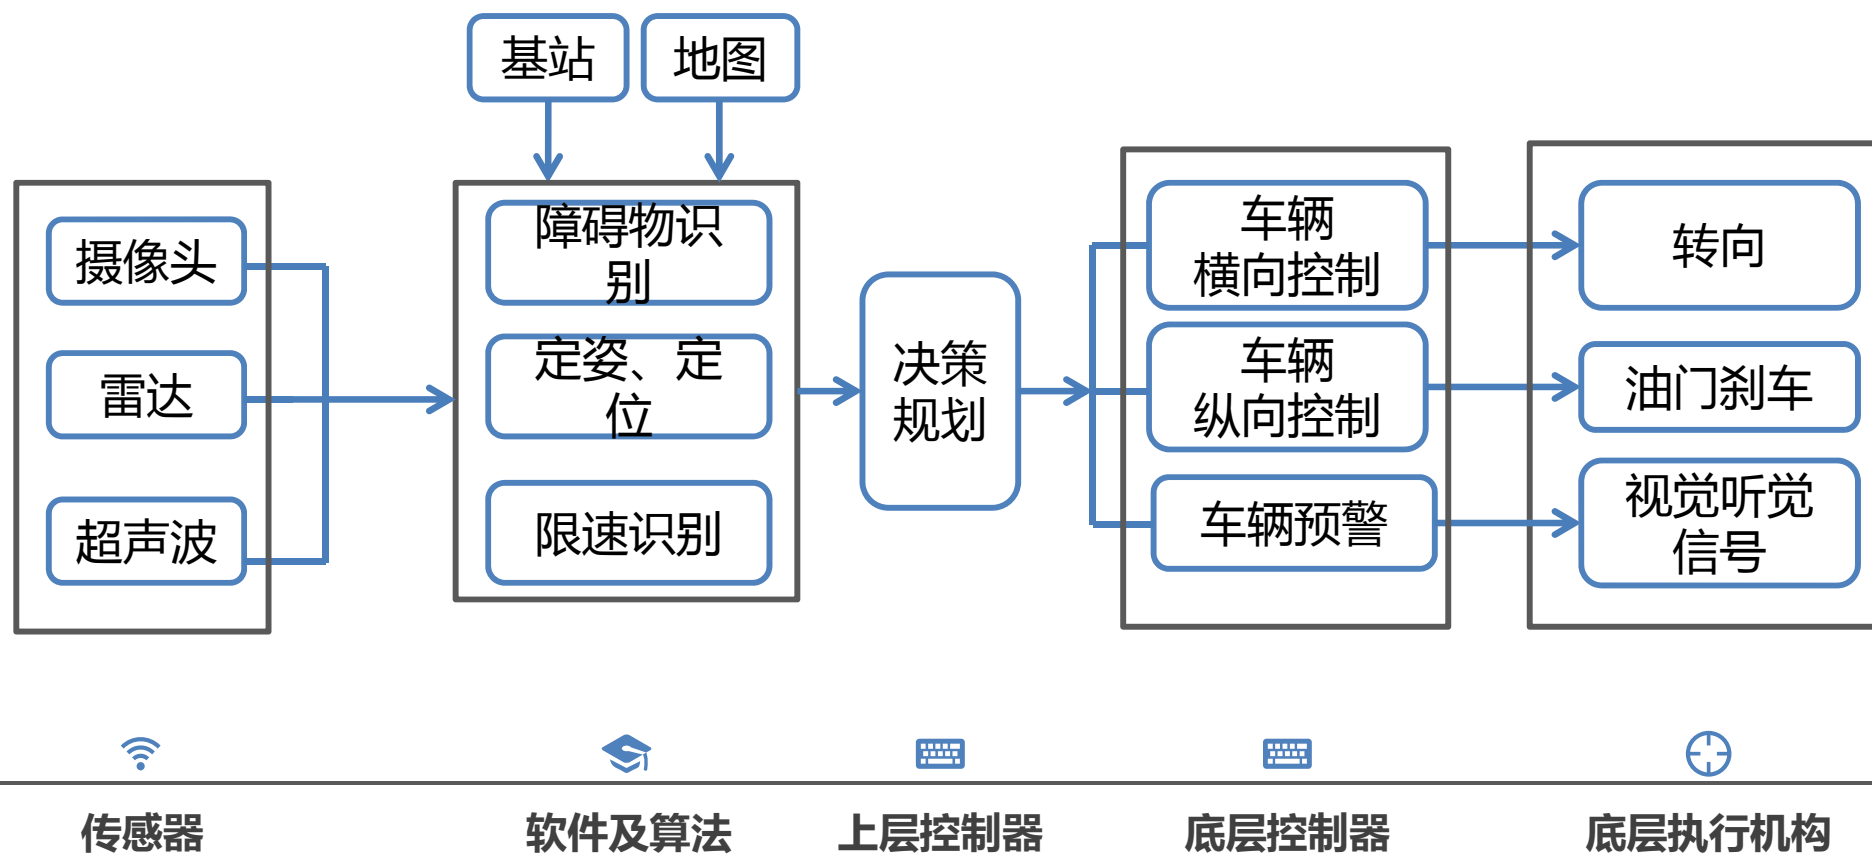 基站
地图
摄像头
雷达
超声波
障碍物识
别
定姿、定
位
限速识别
决策
规划
车辆
横向控制
车辆
纵向控制
车辆预警
转向
油门刹车
视觉听觉
信号
传感器
软件及算法
上层控制器
底层控制器
底层执行机构